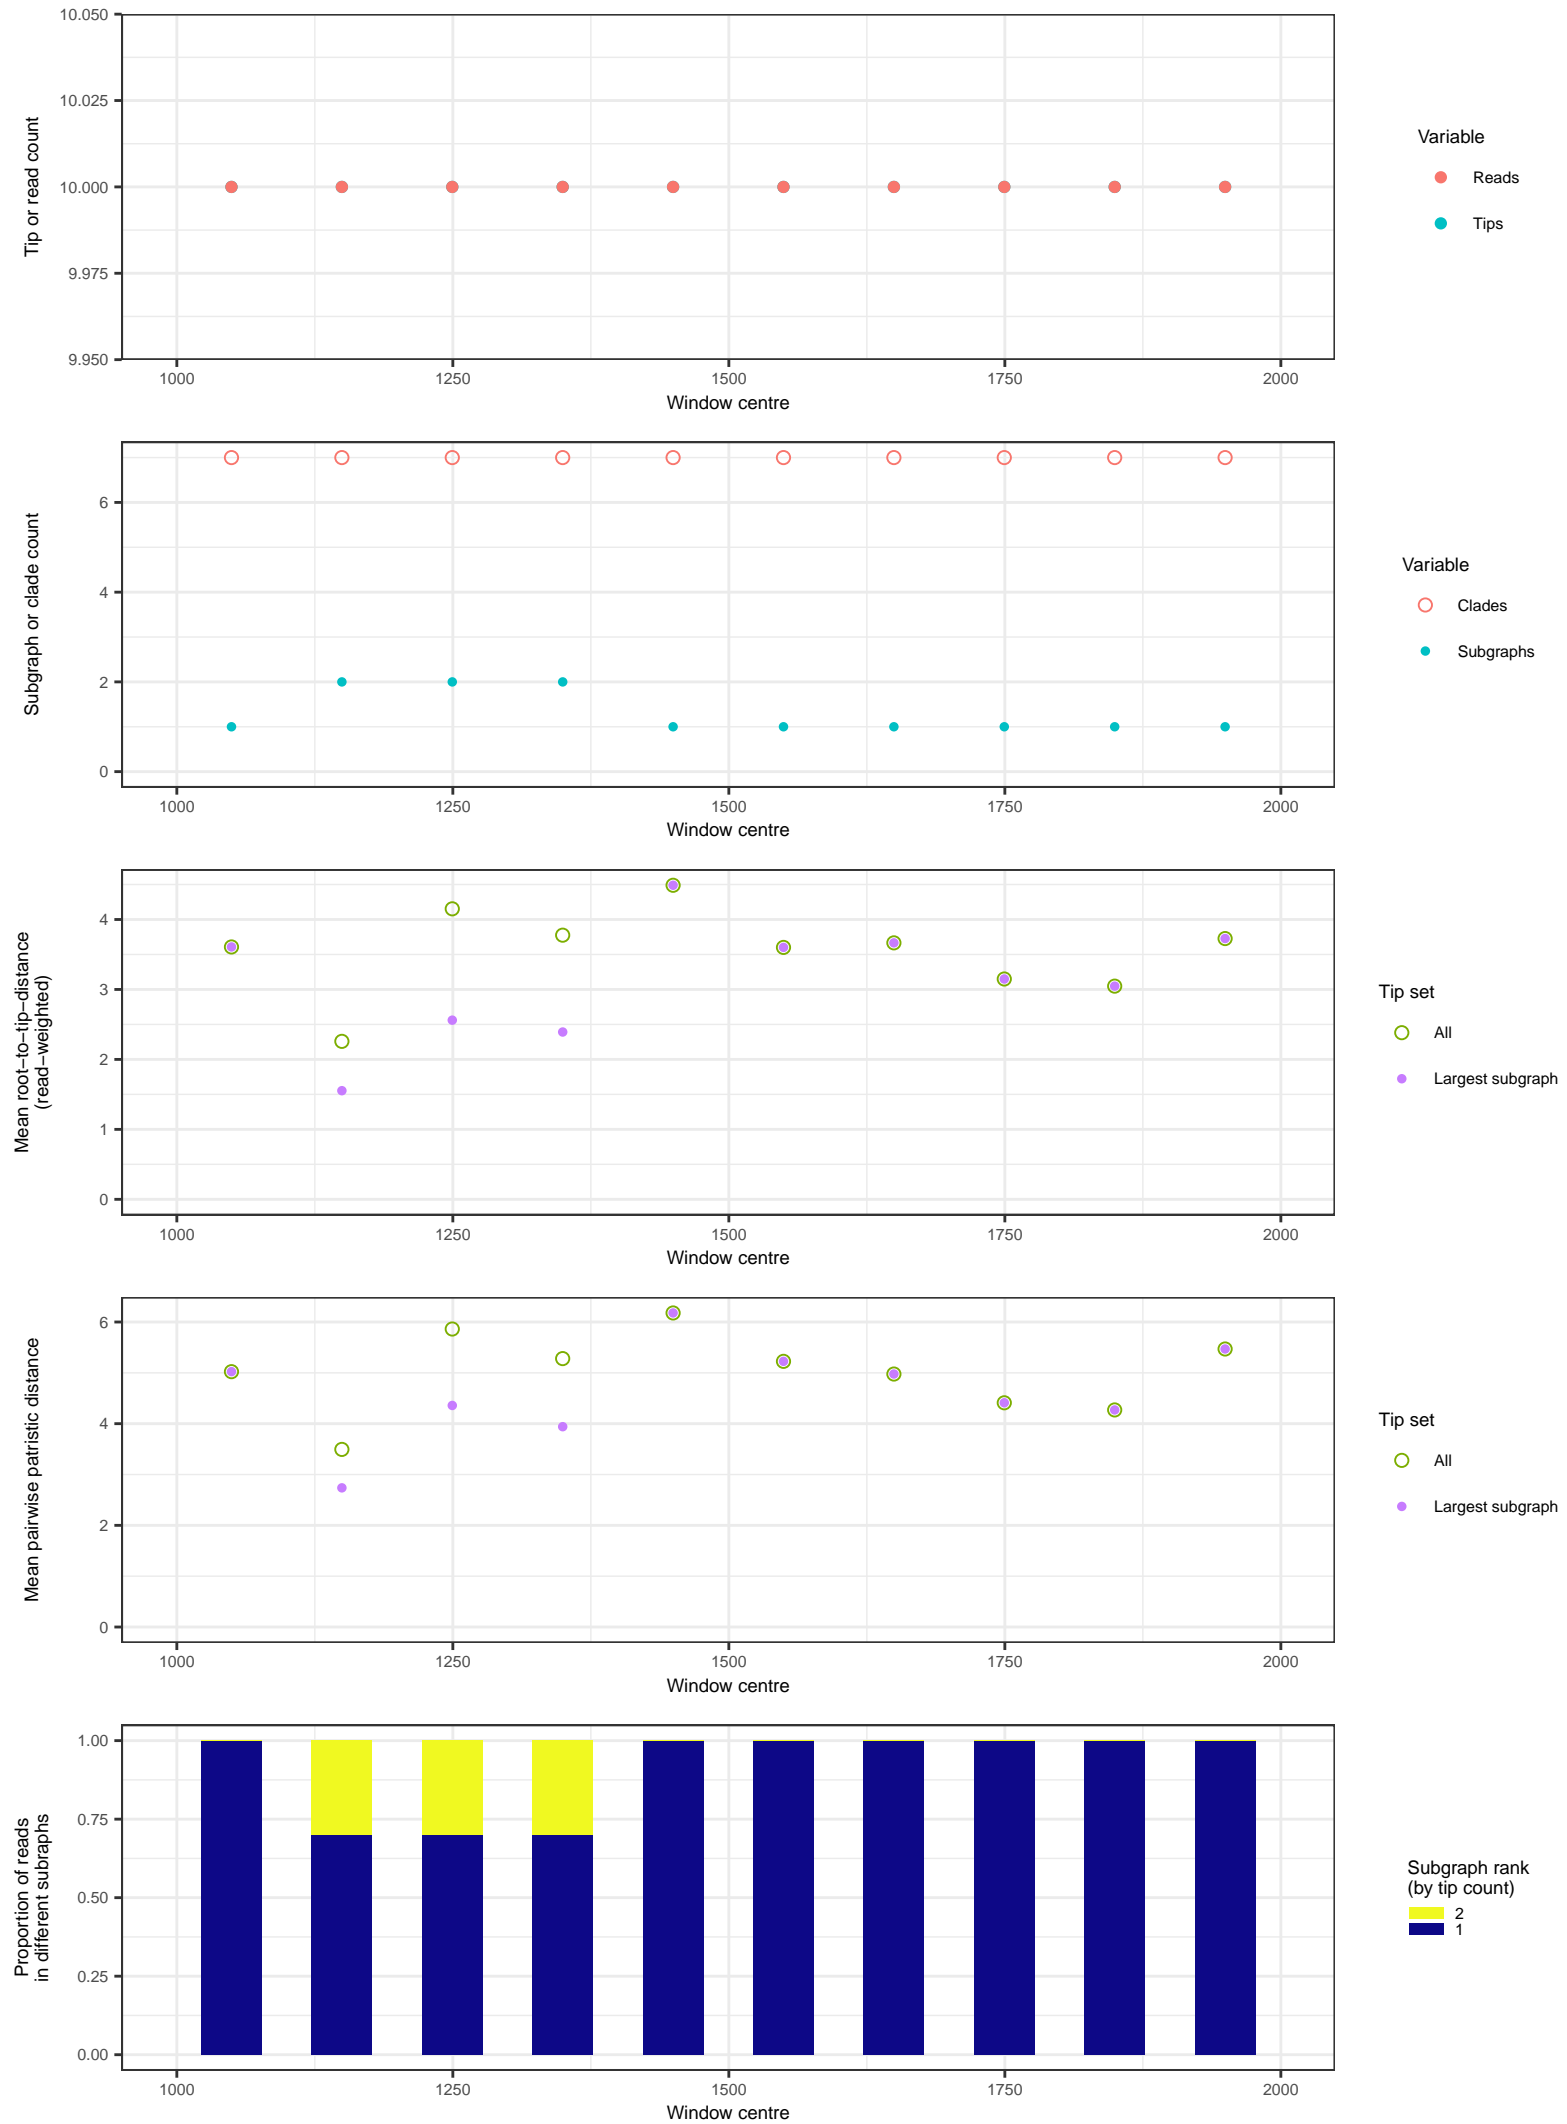 10.050
10.025
10.000
9.975
9.950
Tip or read count
1000 1250 1500 1750 2000
Window centre
Variable
Reads
Tips
6
4
2
0
Subgraph or clade count
1000 1250 1500 1750 2000
Window centre
Variable
Clades
Subgraphs
4
3
2
1
0
Mean root−to−tip−distance
(read−weighted)
1000 1250 1500 1750 2000
Window centre
Tip set
All
Largest subgraph
6
4
2
0
Mean pairwise patristic distance
1000 1250 1500 1750 2000
Window centre
Tip set
All
Largest subgraph
1.00
0.75
0.50
0.25
0.00
Proportion of reads
in different subraphs
1000 1250 1500 1750 2000
Window centre
Subgraph rank
(by tip count)
2
1